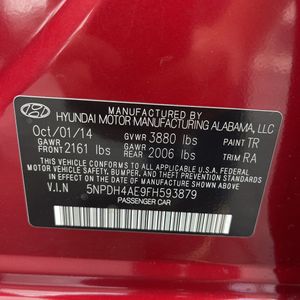 MANUFACTURED BY
HYUNDAI MOTOR MANUFACTURING ALABAMA, LLC
Oct/01/14 GVWR 3880 lbs PAINT TR
GAWR FRONT 2161 lbs GAWR REAR 2006 lbs TRIM RA
THIS VEHICLE CONFORMS TO ALL APPLICABLE U.S.A FEDERAL
MOTOR VEHICLE SAFETY, BUMPER, AND THEFT PREVENTION
STANDARDS IN EFFECT ON THE DATE OF MANUFACTURE
SHOWN ABOVE.
V.I.N 5NPDH4AE9FH593879
PASSENGER CAR